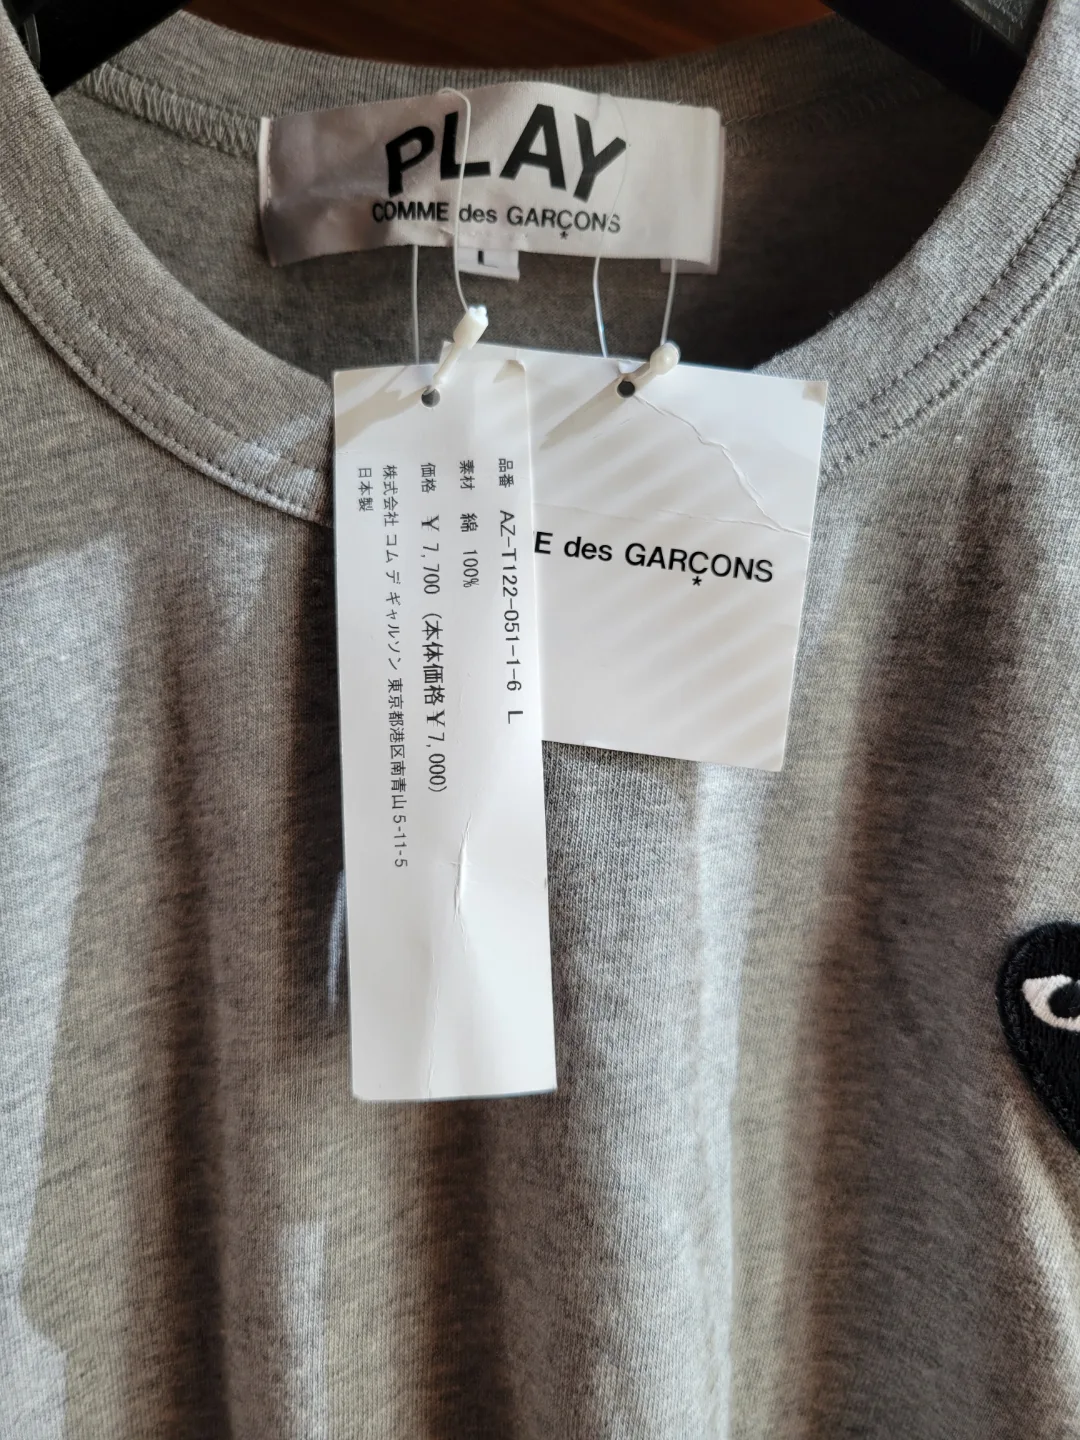 PLAY
COMME des GARÇONS
L
品番 AZ-T122-051-1-6 L
素材 綿 100%
価格 ¥7,700 (本体価格¥7,000)
株式会社 コム デ ギャルソン 東京都港区南青山5-11-5
日本製
E des GARÇONS